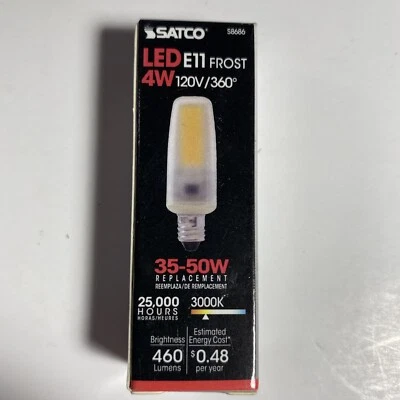 SATCO® S8686
LED E11 FROST
4W 120V/360°
35-50W
REPLACEMENT
REEMPLAZA/DE REMPLACEMENT
25,000 3000K
HOURS
HORAS/HEURES
Estimated
Brightness Energy Cost*
460 $0.48
Lumens per year